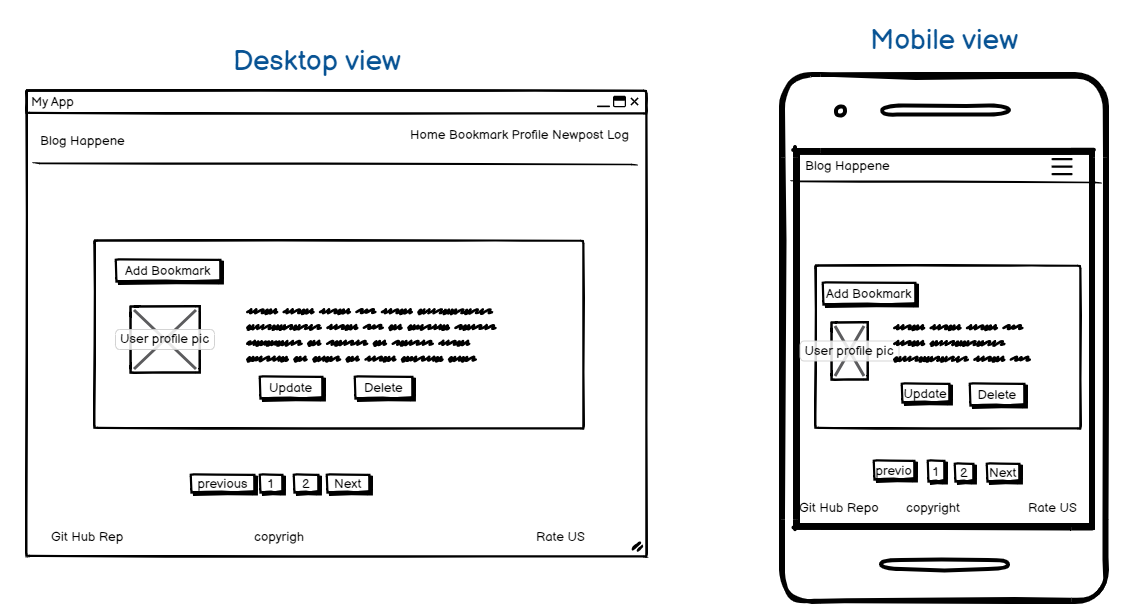 Desktop view
My App
Blog Happene
Home Bookmark Profile Newpost Log
Add Bookmark
User profile pic
Update
Delete
previous
1
2
Next
Git Hub Rep
copyrigh
Rate US
Mobile view
Blog Happene
Add Bookmark
User profile pic
Update
Delete
previo
1
2
Next
Git Hub Repo
copyright
Rate US